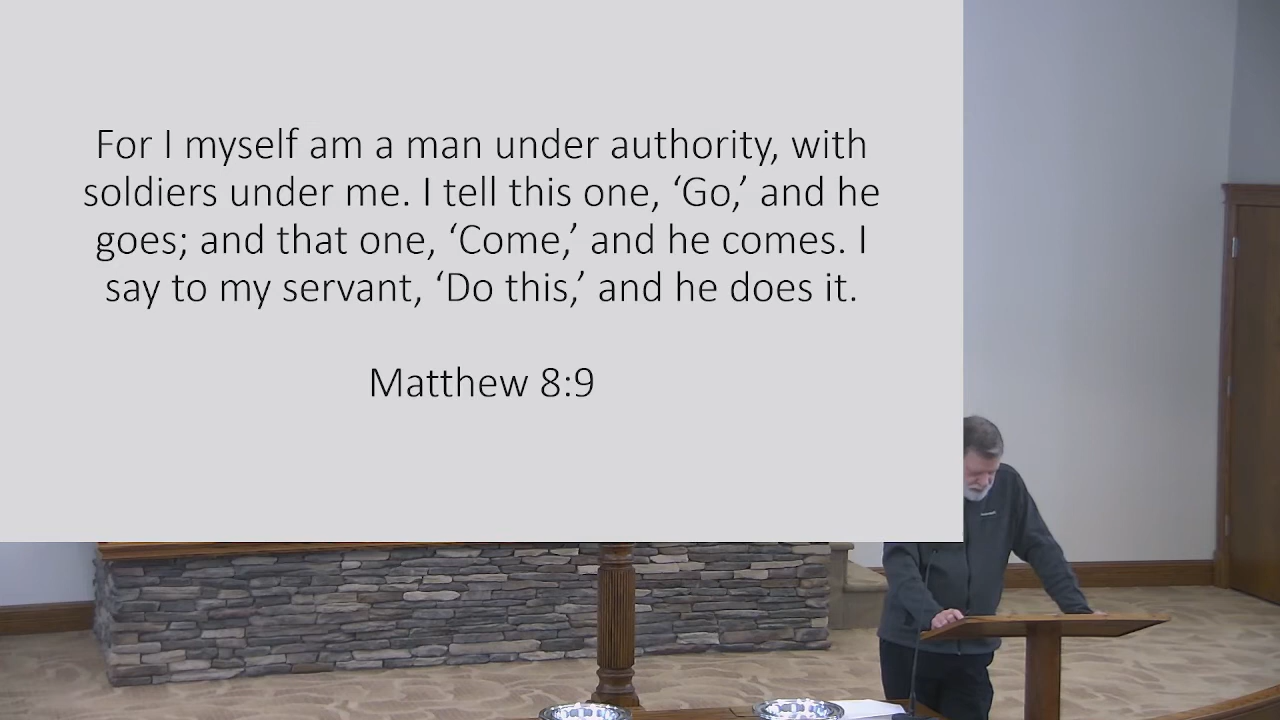 For I myself am a man under authority, with
soldiers under me. I tell this one, ‘Go,’ and he
goes; and that one, ‘Come,’ and he comes. I
say to my servant, ‘Do this,’ and he does it.
Matthew 8:9